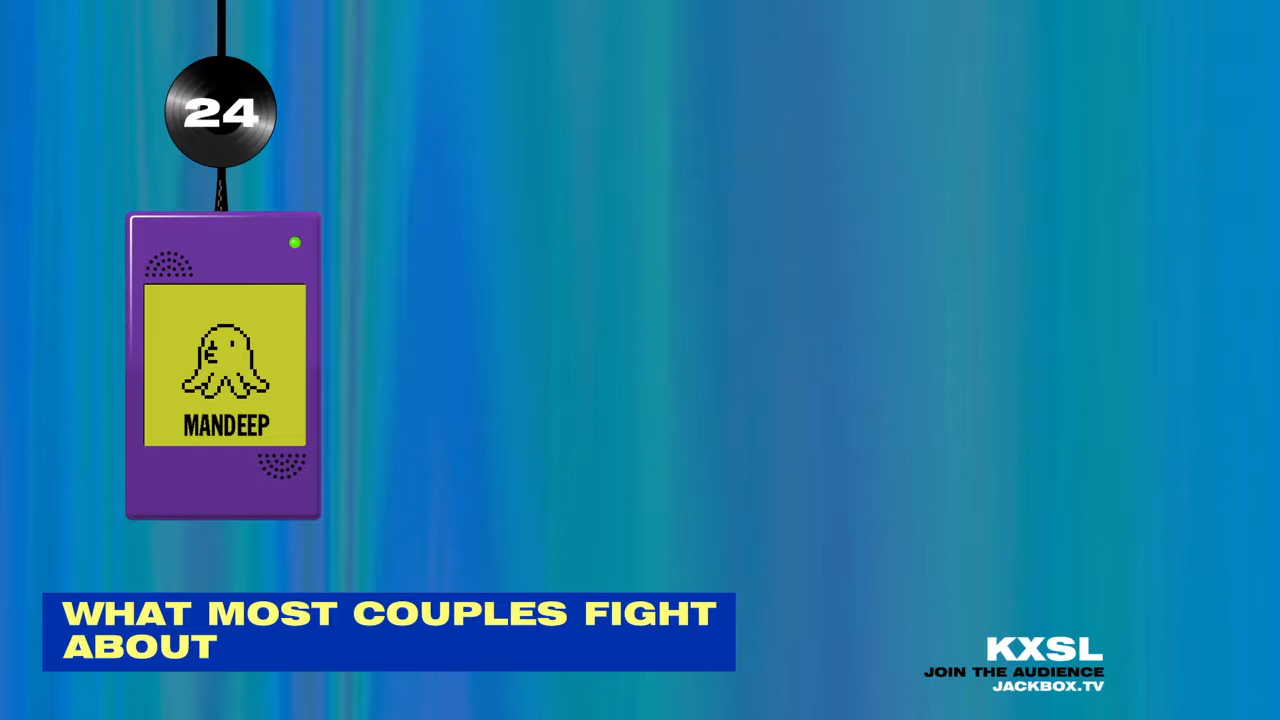 24
MANDEEP
WHAT MOST COUPLES FIGHT
ABOUT
KXSL
JOIN THE AUDIENCE
JACKBOX.TV